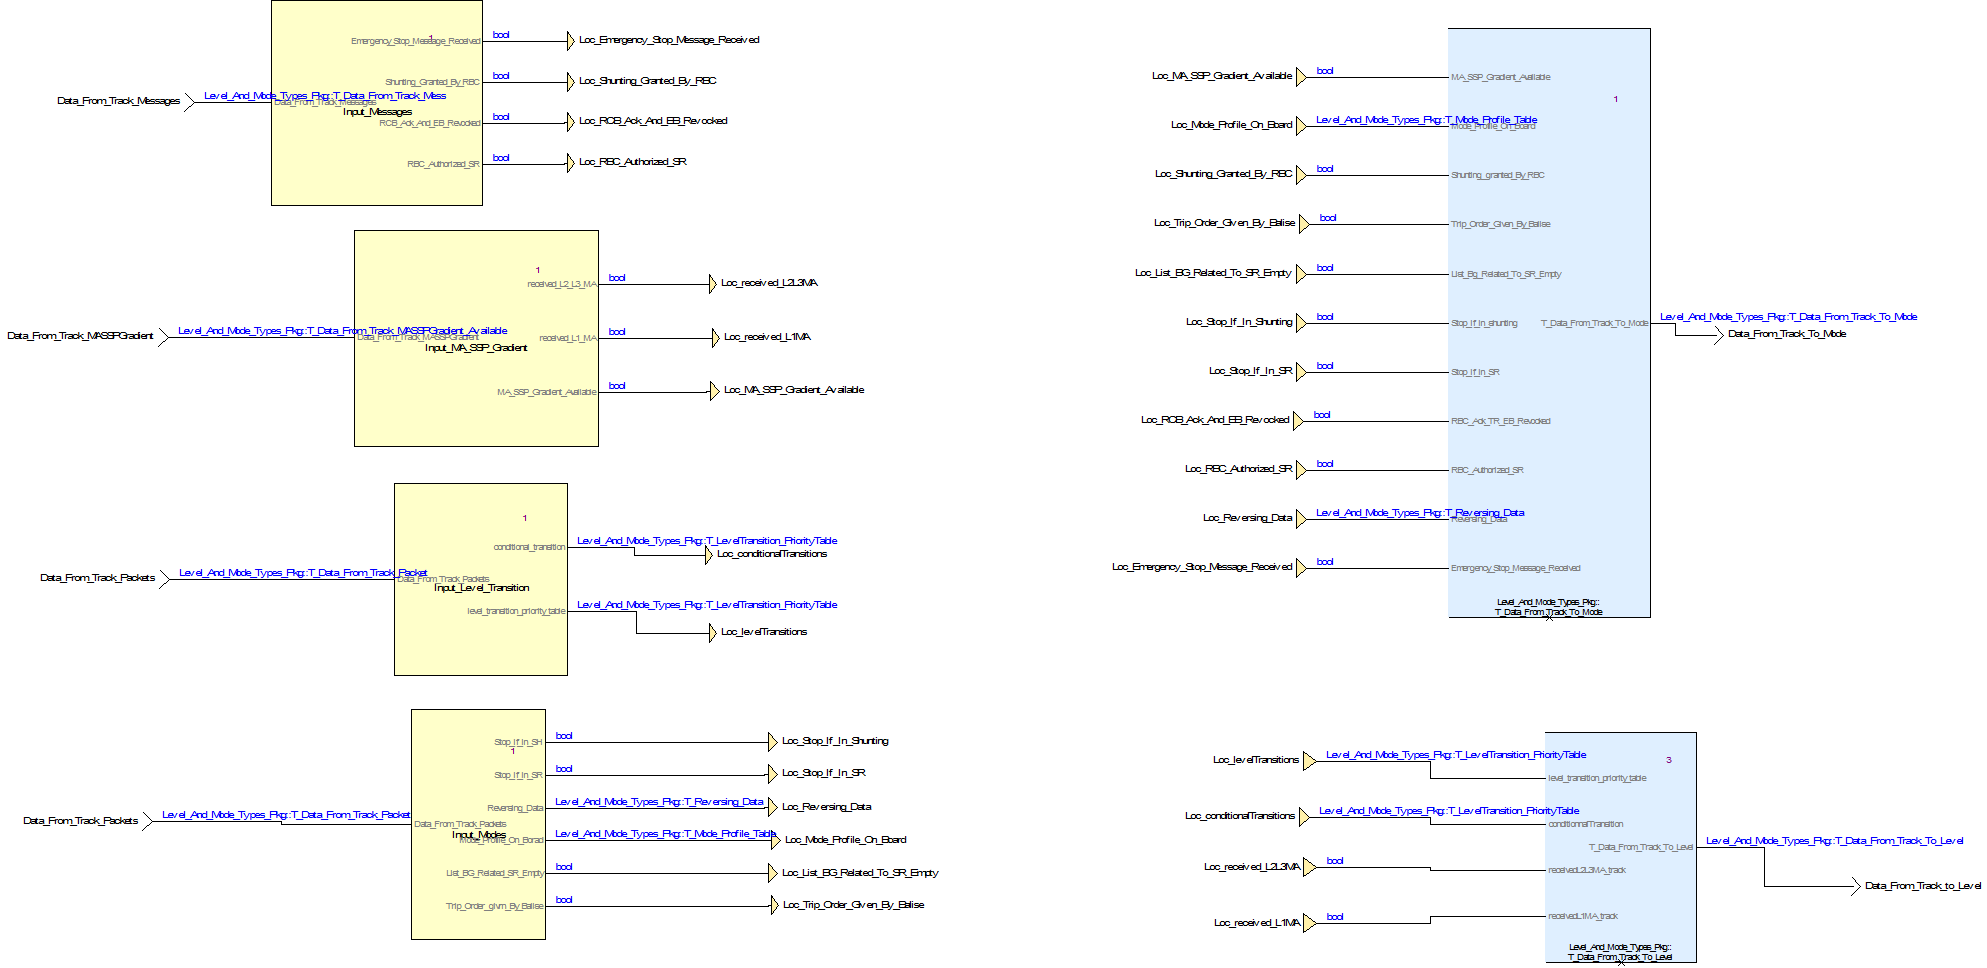 Data_From_Track_Messages
Level_And_Mode_Types_Pkg::T_Data_From_Track_Mess
Data_From_Track_Messages
Input_Messages
1
Emergency_Stop_Message_Received
bool
Loc_Emergency_Stop_Message_Received
Shunting_Granted_By_RBC
bool
Loc_Shunting_Granted_By_RBC
RCB_Ack_And_EB_Revocked
bool
Loc_RCB_Ack_And_EB_Revocked
RBC_Authorized_SR
bool
Loc_RBC_Authorized_SR
Data_From_Track_MASSPGradient
Level_And_Mode_Types_Pkg::T_Data_From_Track_MASSPGradient_Available
Data_From_Track_MASSPGradient
Input_MA_SSP_Gradient
1
received_L2_L3_MA
bool
Loc_received_L2L3MA
received_L1_MA
bool
Loc_received_L1MA
MA_SSP_Gradient_Available
bool
Loc_MA_SSP_Gradient_Available
Data_From_Track_Packets
Level_And_Mode_Types_Pkg::T_Data_From_Track_Packet
Data_From_Track_Packets
Input_Level_Transition
1
conditional_transition
Level_And_Mode_Types_Pkg::T_LevelTransition_PriorityTable
Loc_conditionalTransitions
level_transition_priority_table
Level_And_Mode_Types_Pkg::T_LevelTransition_PriorityTable
Loc_levelTransitions
Data_From_Track_Packets
Level_And_Mode_Types_Pkg::T_Data_From_Track_Packet
Data_From_Track_Packets
Input_Modes
1
Stop_If_In_SH
bool
Loc_Stop_If_In_Shunting
Stop_If_In_SR
bool
Loc_Stop_If_In_SR
Reversing_Data
Level_And_Mode_Types_Pkg::T_Reversing_Data
Loc_Reversing_Data
Mode_Profile_On_Borad
Level_And_Mode_Types_Pkg::T_Mode_Profile_Table
Loc_Mode_Profile_On_Board
List_BG_Related_SR_Empty
bool
Loc_List_BG_Related_To_SR_Empty
Trip_Order_givrn_By_Balise
bool
Loc_Trip_Order_Given_By_Balise
Loc_MA_SSP_Gradient_Available
bool
MA_SSP_Gradient_Available
1
Loc_Mode_Profile_On_Board
Level_And_Mode_Types_Pkg::T_Mode_Profile_Table
Mode_Profile_On_Board
Loc_Shunting_Granted_By_RBC
bool
Shunting_granted_By_RBC
Loc_Trip_Order_Given_By_Balise
bool
Trip_Order_Given_By_Balise
Loc_List_BG_Related_To_SR_Empty
bool
List_Bg_Related_To_SR_Empty
Loc_Stop_If_In_Shunting
bool
Stop_If_in_shunting
T_Data_From_Track_To_Mode
Level_And_Mode_Types_Pkg::T_Data_From_Track_To_Mode
Data_From_Track_To_Mode
Loc_Stop_If_In_SR
bool
Stop_If_in_SR
Loc_RCB_Ack_And_EB_Revocked
bool
RBC_Ack_TR_EB_Revocked
Loc_RBC_Authorized_SR
bool
RBC_Authorized_SR
Loc_Reversing_Data
Level_And_Mode_Types_Pkg::T_Reversing_Data
Reversing_Data
Loc_Emergency_Stop_Message_Received
bool
Emergency_Stop_Message_Received
Level_And_Mode_Types_Pkg::
T_Data_From_Track_To_Mode
Loc_levelTransitions
Level_And_Mode_Types_Pkg::T_LevelTransition_PriorityTable
level_transition_priority_table
3
Loc_conditionalTransitions
Level_And_Mode_Types_Pkg::T_LevelTransition_PriorityTable
conditionnalTransition
T_Data_From_Track_To_Level
Level_And_Mode_Types_Pkg::T_Data_From_Track_To_Level
Data_From_Track_to_Level
Loc_received_L2L3MA
bool
receivedL2L3MA_track
Loc_received_L1MA
bool
receivedL1MA_track
Level_And_Mode_Types_Pkg::
T_Data_From_Track_To_Level